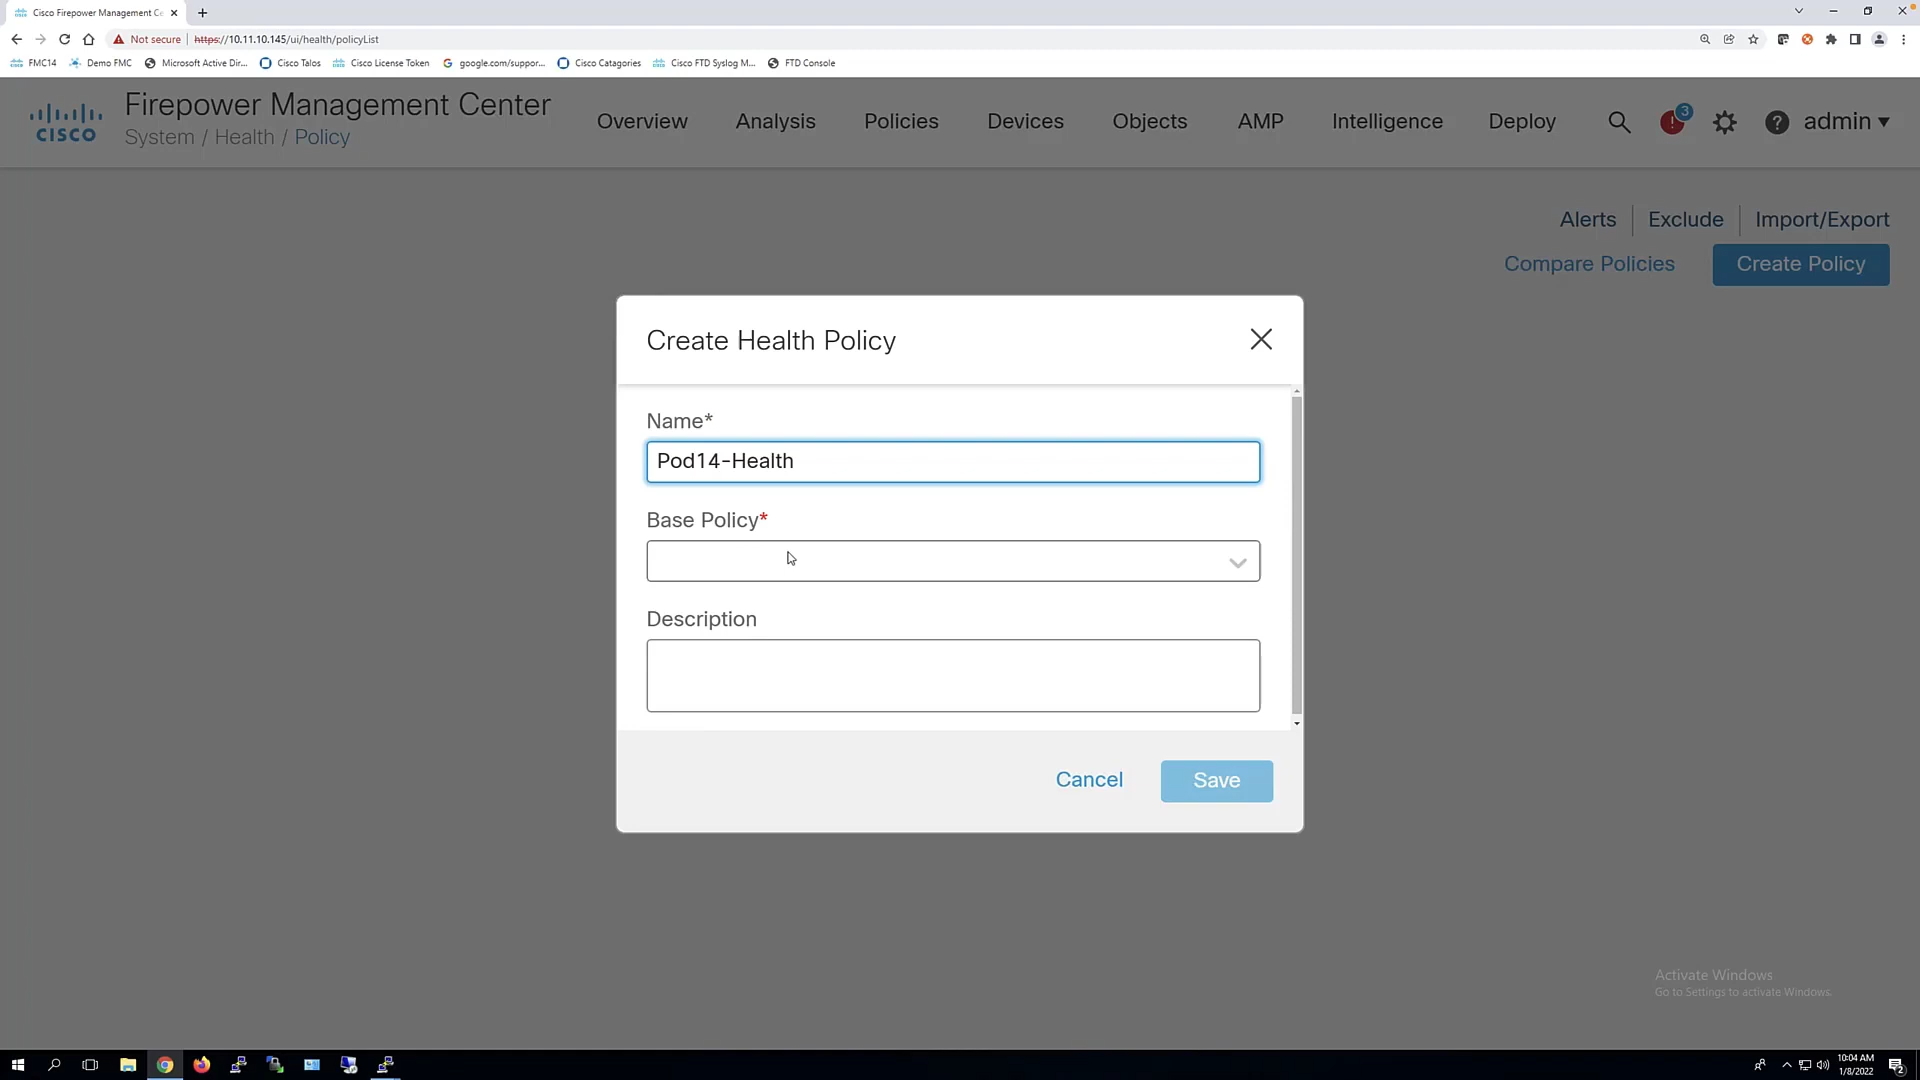 Cisco Firepower Management Ce
Not secure https://10.11.10.145/ui/health/policyList
FMC14 Demo FMC Microsoft Active Dir... Cisco Talos Cisco License Token google.com/suppor... Cisco Catagories Cisco FTD Syslog M... FTD Console
CISCO
Firepower Management Center
System / Health / Policy
Overview Analysis Policies Devices Objects AMP Intelligence Deploy 3 admin
Alerts Exclude Import/Export
Compare Policies Create Policy
Create Health Policy
Name*
Pod14-Health
Base Policy*
Description
Cancel Save
Activate Windows
Go to Settings to activate Windows.
10:04 AM
1/8/2022
2